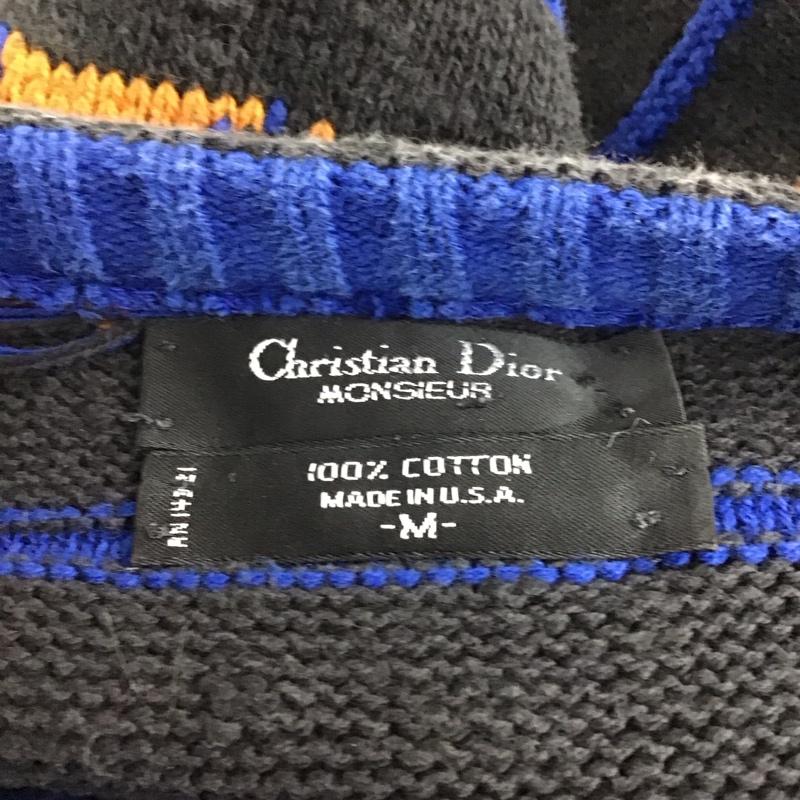 Christian Dior
MONSIEUR
100% COTTON
MADE IN U.S.A.
-M-